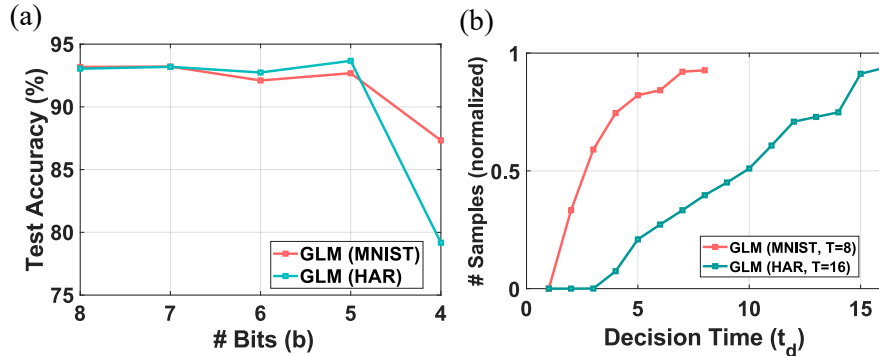 (a)
Test Accuracy (%)
95
90
85
80
75
8
7
6
5
4
# Bits (b)
GLM (MNIST)
GLM (HAR)
(b)
# Samples (normalized)
1
0.5
0
0
5
10
15
Decision Time (t_d)
GLM (MNIST, T=8)
GLM (HAR, T=16)